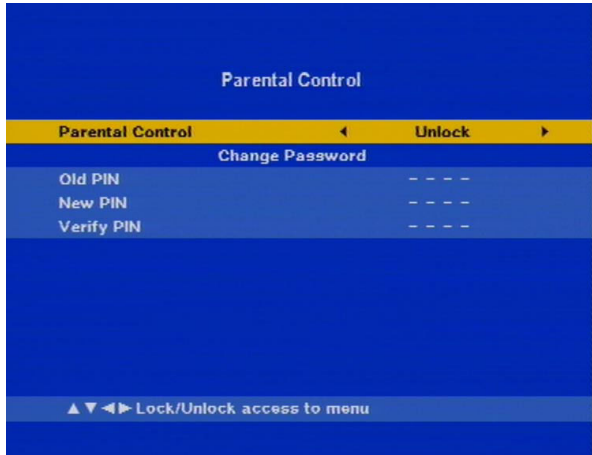 Parental Control
Parental Control ◀ Unlock ▶
Change Password
Old PIN – – – –
New PIN – – – –
Verify PIN – – – –
▲▼◀▶ Lock/Unlock access to menu